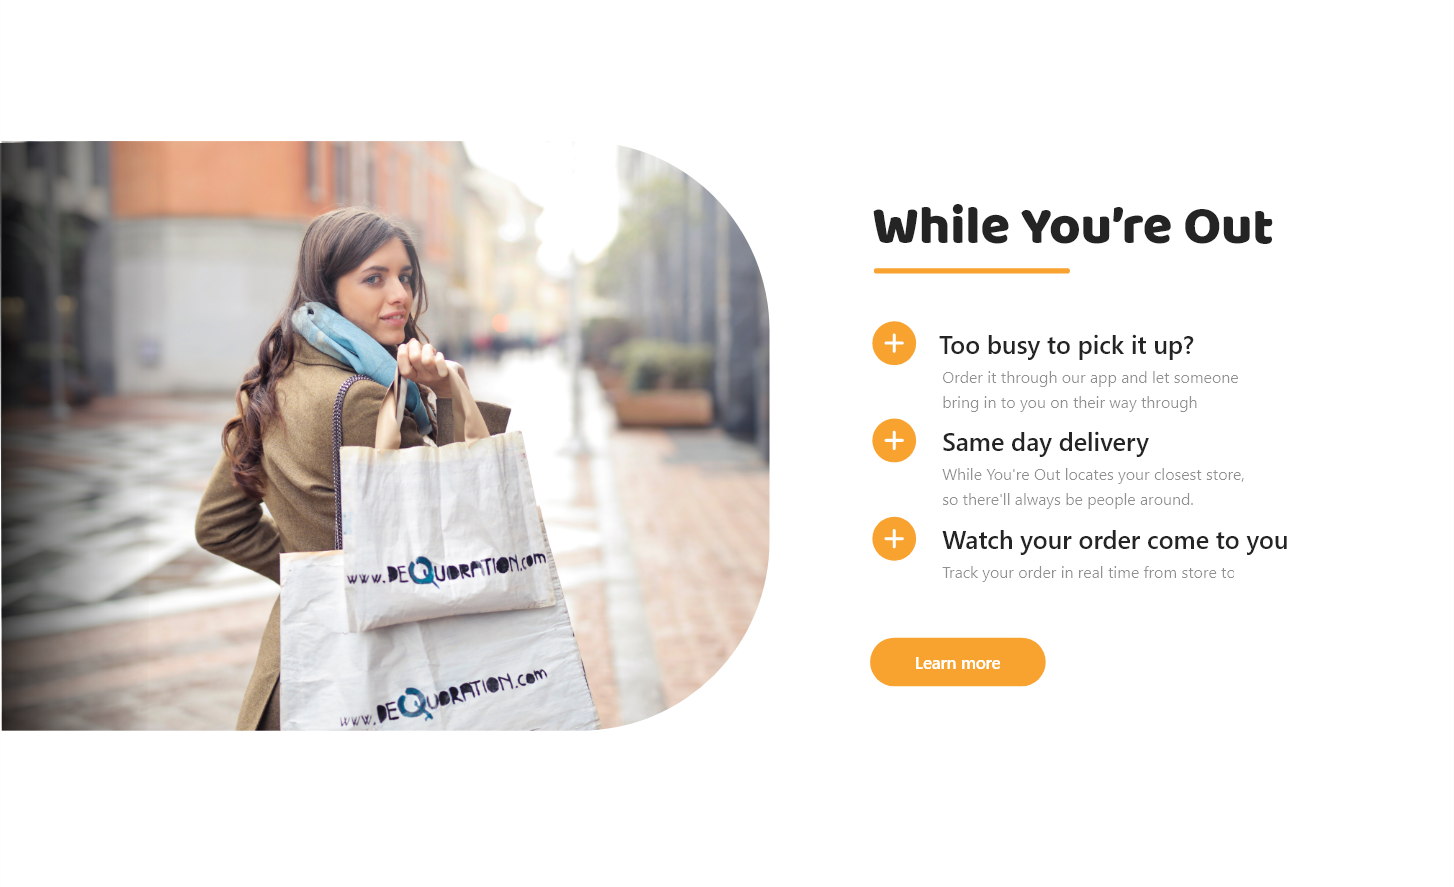 While You're Out
Too busy to pick it up?
Order it through our app and let someone
bring in to you on their way through
Same day delivery
While You're Out locates your closest store,
so there'll always be people around.
Watch your order come to you
Track your order in real time from store to
Learn more
www.DEQUORATION.com
www.DEQUORATION.com